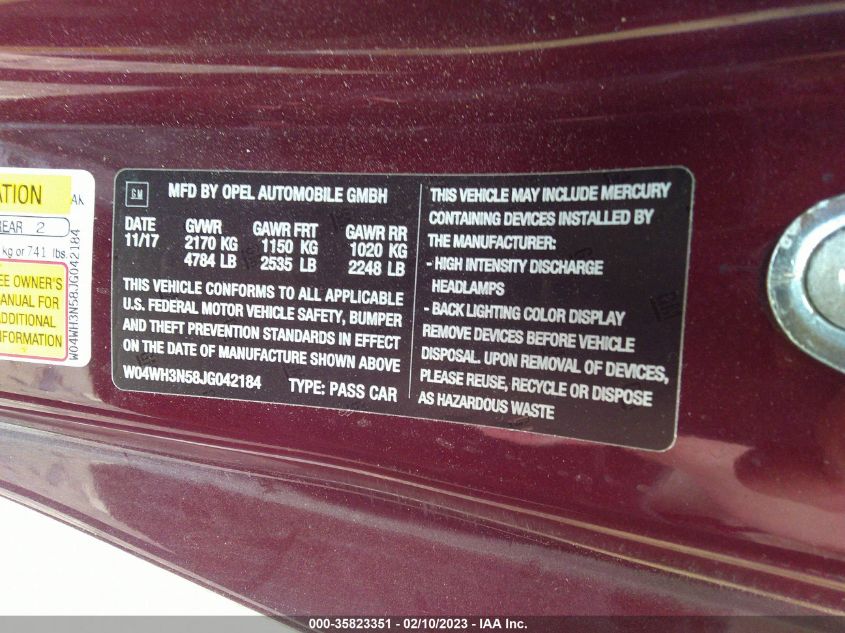 ATION
AK
REAR 2
kg or 741 lbs.
EE OWNER'S
MANUAL FOR
ADDITIONAL
INFORMATION
W04WH3N58JG042184
GM
MFD BY OPEL AUTOMOBILE GMBH
DATE GVWR GAWR FRT GAWR RR
11/17 2170 KG 1150 KG 1020 KG
4784 LB 2535 LB 2248 LB
THIS VEHICLE CONFORMS TO ALL APPLICABLE
U.S. FEDERAL MOTOR VEHICLE SAFETY, BUMPER
AND THEFT PREVENTION STANDARDS IN EFFECT
ON THE DATE OF MANUFACTURE SHOWN ABOVE
W04WH3N58JG042184 TYPE: PASS CAR
THIS VEHICLE MAY INCLUDE MERCURY
CONTAINING DEVICES INSTALLED BY
THE MANUFACTURER:
- HIGH INTENSITY DISCHARGE
HEADLAMPS
- BACK LIGHTING COLOR DISPLAY
REMOVE DEVICES BEFORE VEHICLE
DISPOSAL. UPON REMOVAL OF DEVICES,
PLEASE REUSE, RECYCLE OR DISPOSE
AS HAZARDOUS WASTE
000-35823351 - 02/10/2023 - IAA Inc.